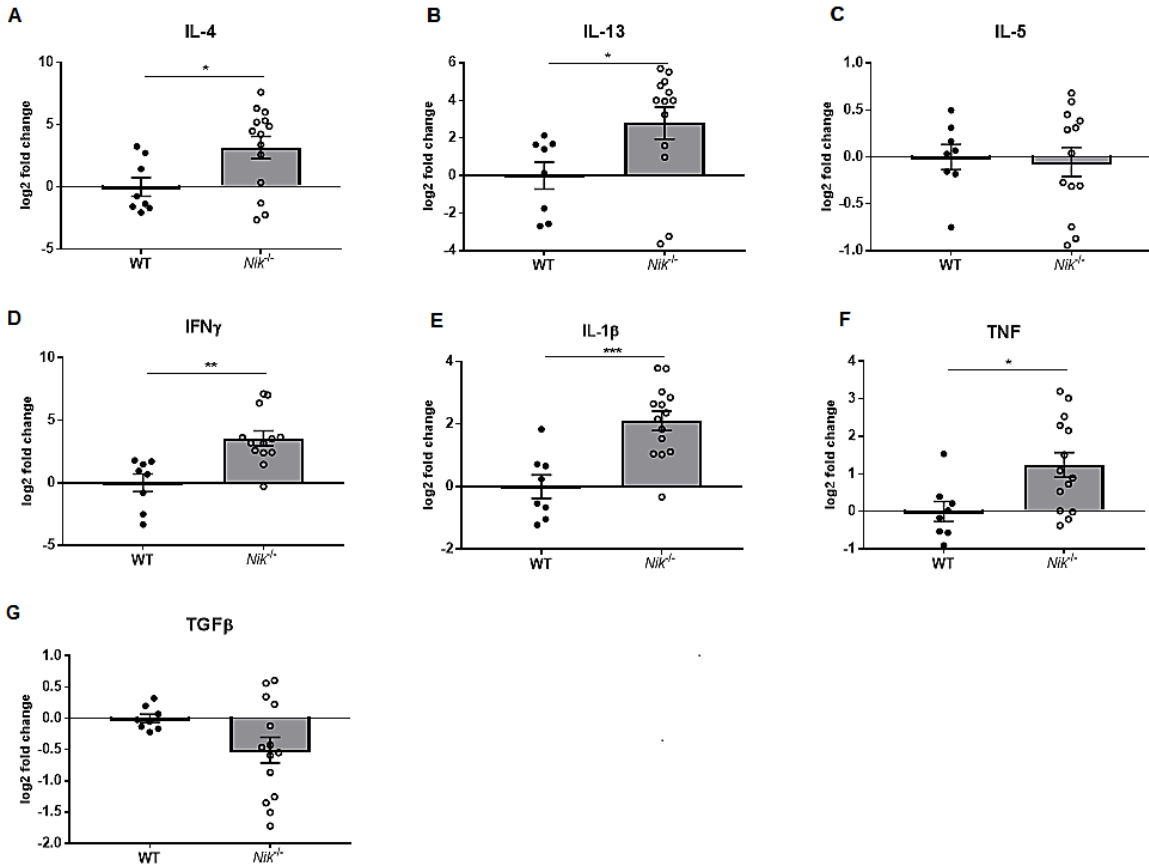 A
IL-4
*
log2 fold change
10
5
0
-5
WT
Nik-/-
B
IL-13
*
log2 fold change
6
4
2
0
-2
-4
WT
Nik-/-
C
IL-5
log2 fold change
1.0
0.5
0.0
-0.5
-1.0
WT
Nik-/-
D
IFNγ
**
log2 fold change
10
5
0
-5
WT
Nik-/-
E
IL-1β
***
log2 fold change
4
2
0
-2
WT
Nik-/-
F
TNF
*
log2 fold change
4
3
2
1
0
-1
WT
Nik-/-
G
TGFβ
log2 fold change
1.0
0.5
0.0
-0.5
-1.0
-1.5
-2.0
WT
Nik-/-